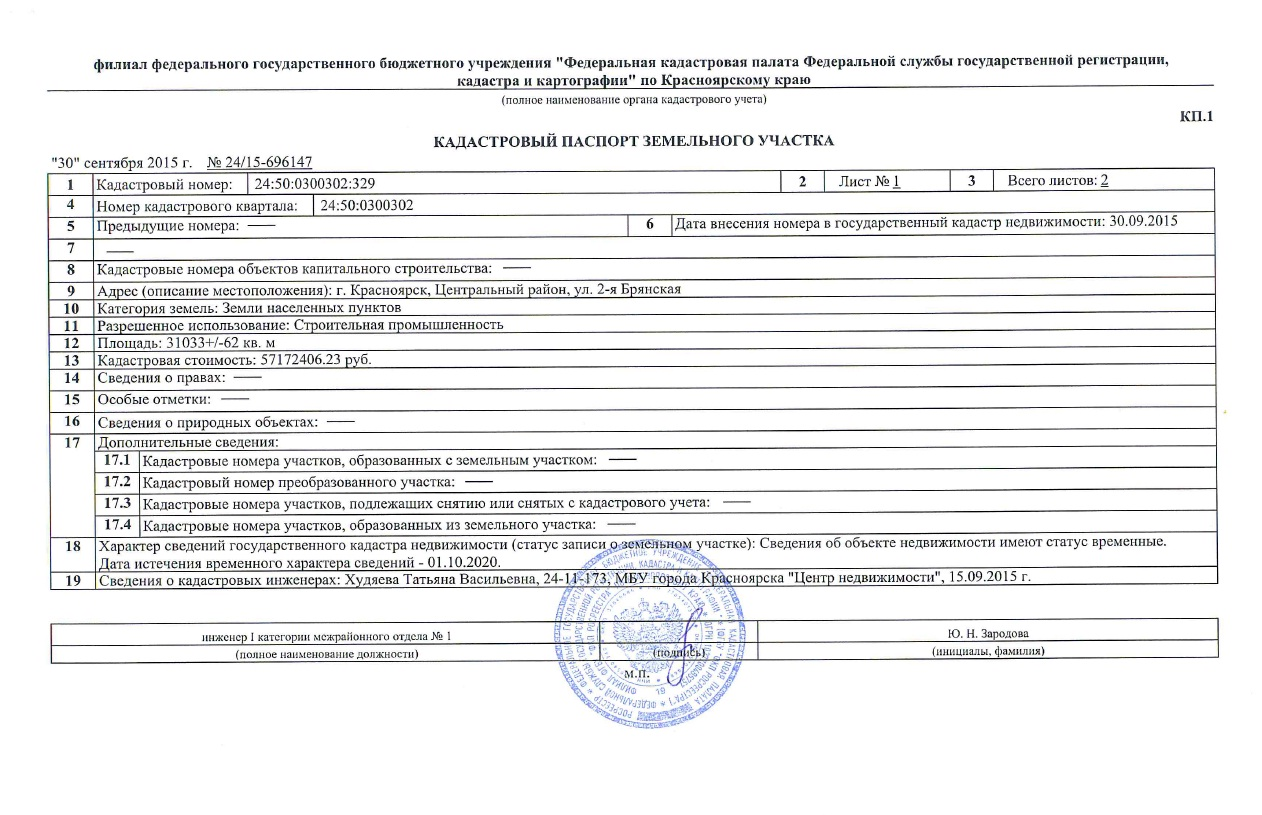 филиал федерального государственного бюджетного учреждения "Федеральная кадастровая палата Федеральной службы государственной регистрации,
кадастра и картографии" по Красноярскому краю
(полное наименование органа кадастрового учета)
КП.1
КАДАСТРОВЫЙ ПАСПОРТ ЗЕМЕЛЬНОГО УЧАСТКА
"30" сентября 2015 г. № 24/15-696147
1 Кадастровый номер: 24:50:0300302:329 2 Лист № 1 3 Всего листов: 2
4 Номер кадастрового квартала: 24:50:0300302
5 Предыдущие номера: —— 6 Дата внесения номера в государственный кадастр недвижимости: 30.09.2015
7 ——
8 Кадастровые номера объектов капитального строительства: ——
9 Адрес (описание местоположения): г. Красноярск, Центральный район, ул. 2-я Брянская
10 Категория земель: Земли населенных пунктов
11 Разрешенное использование: Строительная промышленность
12 Площадь: 31033+/-62 кв. м
13 Кадастровая стоимость: 57172406.23 руб.
14 Сведения о правах: ——
15 Особые отметки: ——
16 Сведения о природных объектах: ——
17 Дополнительные сведения:
17.1 Кадастровые номера участков, образованных с земельным участком: ——
17.2 Кадастровый номер преобразованного участка: ——
17.3 Кадастровые номера участков, подлежащих снятию или снятых с кадастрового учета: ——
17.4 Кадастровые номера участков, образованных из земельного участка: ——
18 Характер сведений государственного кадастра недвижимости (статус записи о земельном участке): Сведения об объекте недвижимости имеют статус временные.
Дата истечения временного характера сведений - 01.10.2020.
19 Сведения о кадастровых инженерах: Худяева Татьяна Васильевна, 24-11-173, МБУ города Красноярска "Центр недвижимости", 15.09.2015 г.
инженер I категории межрайонного отдела № 1 Ю. Н. Зародова
(полное наименование должности) (подпись) (инициалы, фамилия)
м.п.